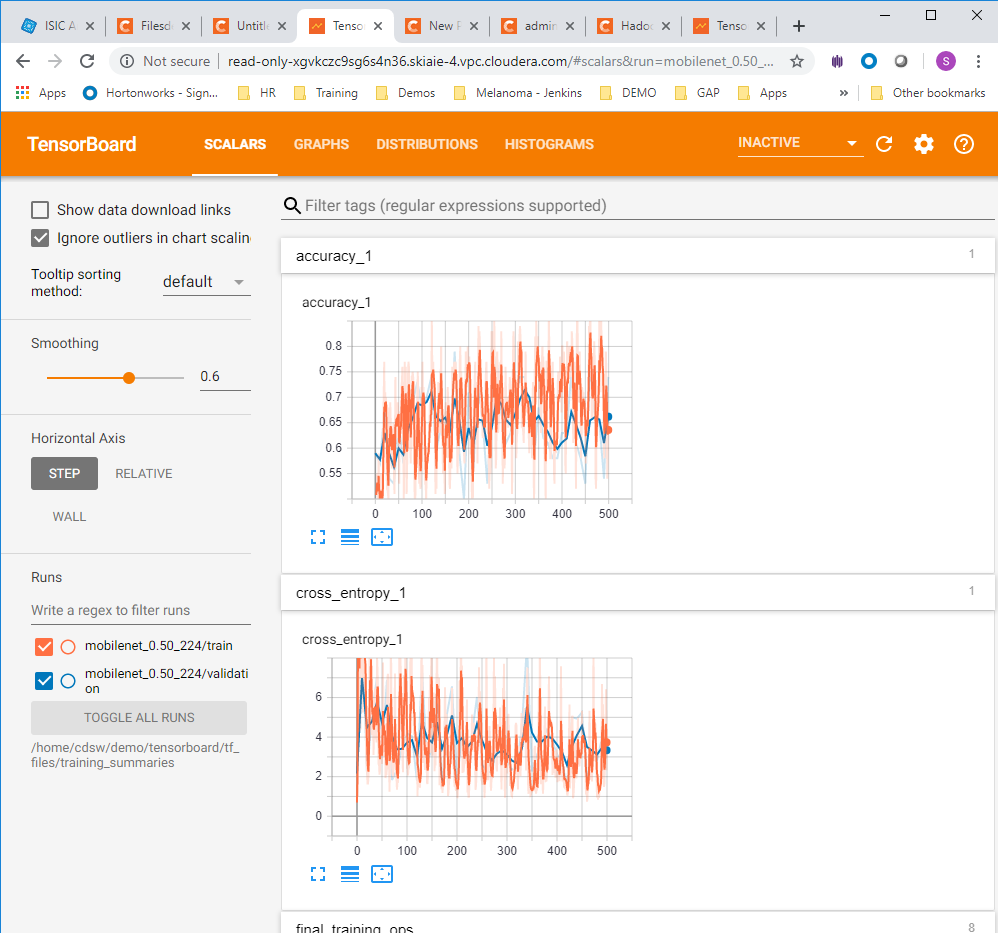 ISIC A
Filesd
Untitle
Tenso
New P
admin
Hado
Tenso
Not secure
read-only-xgvkczc9sg6s4n36.skiaie-4.vpc.cloudera.com/#scalars&run=mobilenet_0.50_...
S
Apps
Hortonworks - Sign...
HR
Training
Demos
Melanoma - Jenkins
DEMO
GAP
Apps
»
Other bookmarks
TensorBoard
SCALARS
GRAPHS
DISTRIBUTIONS
HISTOGRAMS
INACTIVE
Show data download links
Ignore outliers in chart scalin
Tooltip sorting
method:
default
Smoothing
0.6
Horizontal Axis
STEP
RELATIVE
WALL
Runs
Write a regex to filter runs
mobilenet_0.50_224/train
mobilenet_0.50_224/validati
on
TOGGLE ALL RUNS
/home/cdsw/demo/tensorboard/tf_
files/training_summaries
Filter tags (regular expressions supported)
accuracy_1
1
accuracy_1
0.8
0.75
0.7
0.65
0.6
0.55
0 100 200 300 400 500
cross_entropy_1
1
cross_entropy_1
6
4
2
0
0 100 200 300 400 500
final_training_ops
8